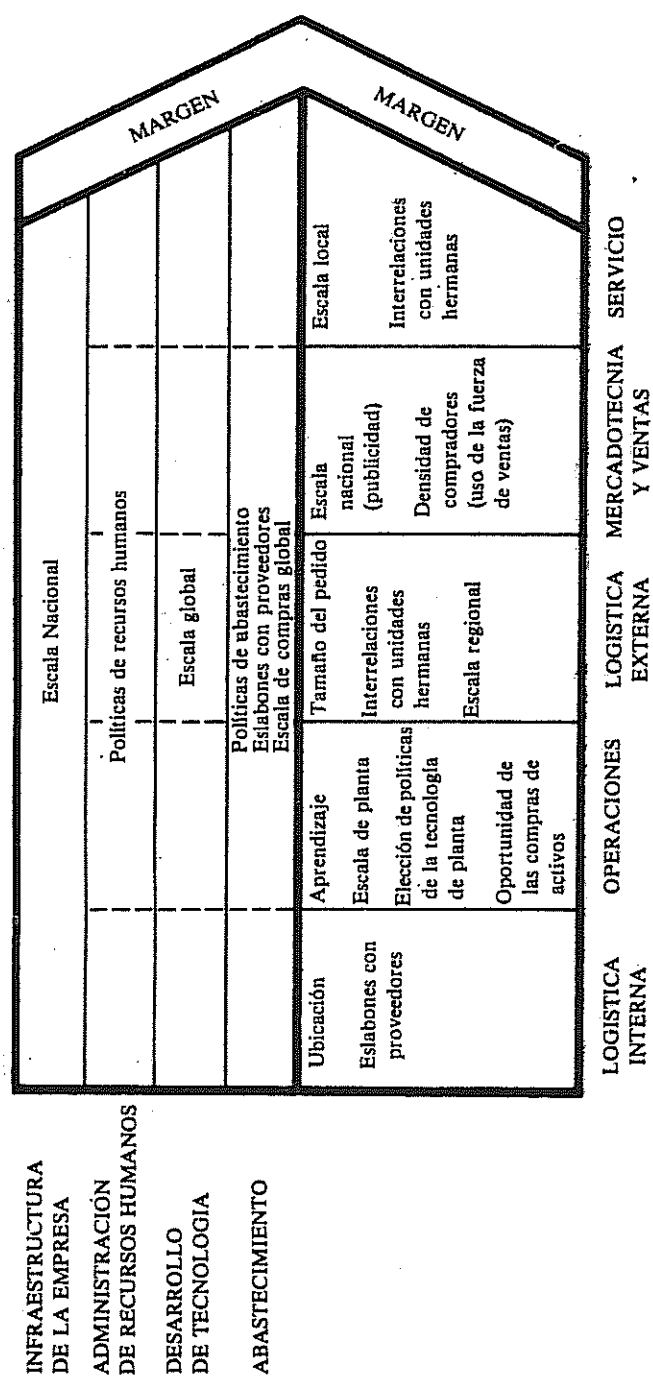 INFRAESTRUCTURA
DE LA EMPRESA
ADMINISTRACIÓN
DE RECURSOS HUMANOS
DESARROLLO
DE TECNOLOGIA
ABASTECIMIENTO
Escala Nacional
Políticas de recursos humanos
Escala global
Políticas de abastecimiento
Eslabones con proveedores
Escala de compras global
MARGEN
MARGEN
Ubicación
Eslabones con
proveedores
Aprendizaje
Escala de planta
Elección de políticas
de la tecnología
de planta
Oportunidad de
las compras de
activos
Tamaño del pedido
Interrelaciones
con unidades
hermanas
Escala regional
Escala
nacional
(publicidad)
Densidad de
compradores
(uso de la fuerza
de ventas)
Escala local
Interrelaciones
con unidades
hermanas
LOGISTICA
INTERNA
OPERACIONES
LOGISTICA
EXTERNA
MERCADOTECNIA
Y VENTAS
SERVICIO